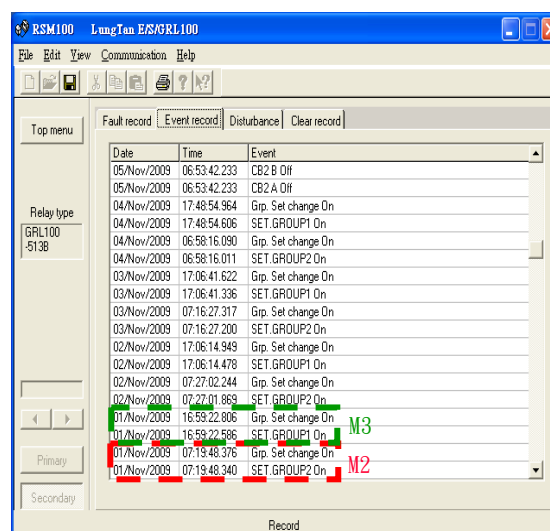 RSM100 LungTan E/S/GRL100
File Edit View Communication Help
Top menu
Relay type
GRL100
-513B
Primary
Secondary
Fault record Event record Disturbance Clear record
Date Time Event
05/Nov/2009 06:53:42.233 CB2 B Off
05/Nov/2009 06:53:42.233 CB2 A Off
04/Nov/2009 17:48:54.964 Grp. Set change On
04/Nov/2009 17:48:54.606 SET.GROUP1 On
04/Nov/2009 06:58:16.090 Grp. Set change On
04/Nov/2009 06:58:16.011 SET.GROUP2 On
03/Nov/2009 17:06:41.622 Grp. Set change On
03/Nov/2009 17:06:41.336 SET.GROUP1 On
03/Nov/2009 07:16:27.317 Grp. Set change On
03/Nov/2009 07:16:27.200 SET.GROUP2 On
02/Nov/2009 17:06:14.949 Grp. Set change On
02/Nov/2009 17:06:14.478 SET.GROUP1 On
02/Nov/2009 07:27:02.244 Grp. Set change On
02/Nov/2009 07:27:01.869 SET.GROUP2 On
01/Nov/2009 16:59:22.806 Grp. Set change On
01/Nov/2009 16:59:22.586 SET.GROUP1 On
M3
01/Nov/2009 07:19:48.376 Grp. Set change On
01/Nov/2009 07:19:48.340 SET.GROUP2 On
M2
Record